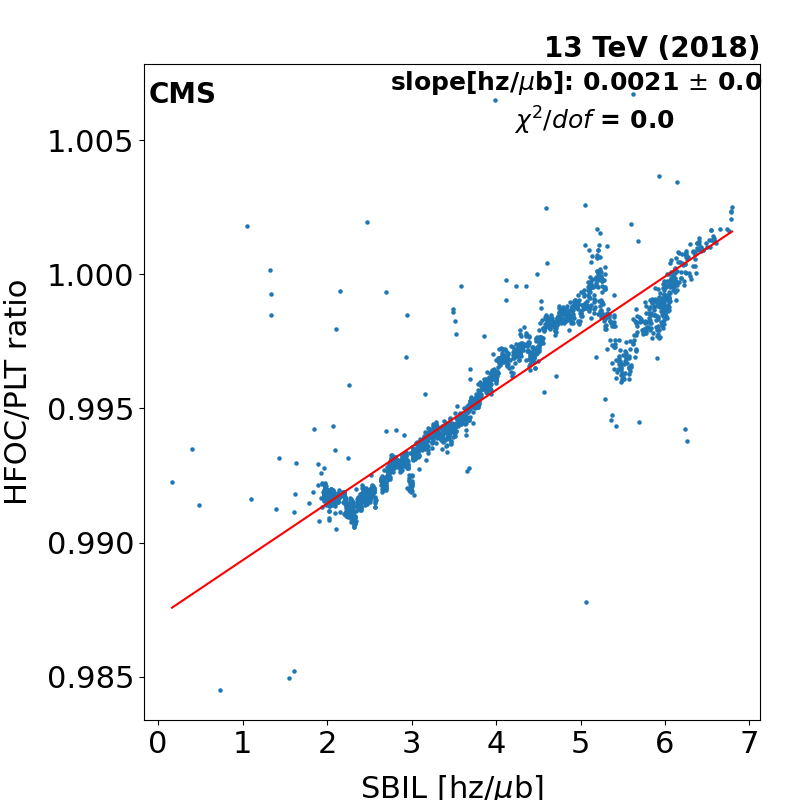 13 TeV (2018)
CMS
slope[hz/μb]: 0.0021 ± 0.0
χ²/dof = 0.0
HFOC/PLT ratio
1.005
1.000
0.995
0.990
0.985
0 1 2 3 4 5 6 7
SBIL [hz/μb]